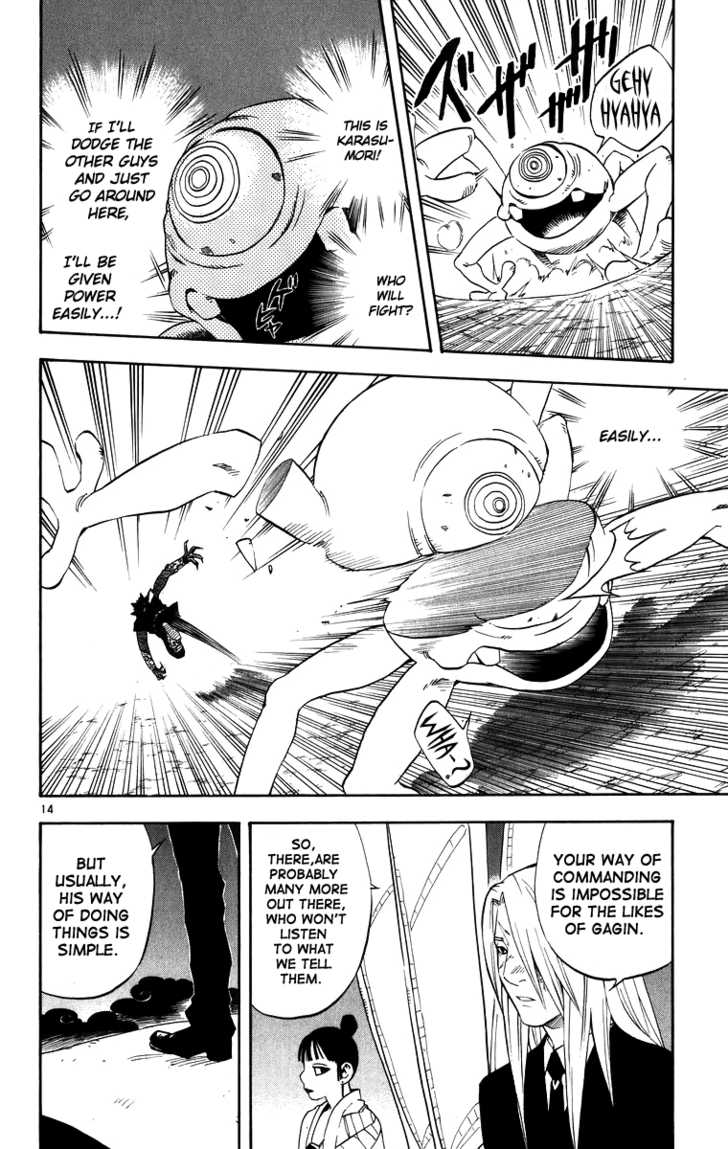 GEHY
HYAHYA
ズ
ザザ
THIS IS
KARASU-
MORI!
WHO
WILL
FIGHT?
IF I'LL
DODGE THE
OTHER GUYS
AND JUST
GO AROUND
HERE,
I'LL BE
GIVEN
POWER
EASILY...!
EASILY...
WHA-?
14
YOUR WAY OF
COMMANDING
IS IMPOSSIBLE
FOR THE LIKES
OF GAGIN.
SO,
THERE,ARE
PROBABLY
MANY MORE
OUT THERE,
WHO WON'T
LISTEN
TO WHAT
WE TELL
THEM.
BUT
USUALLY,
HIS WAY
OF DOING
THINGS IS
SIMPLE.